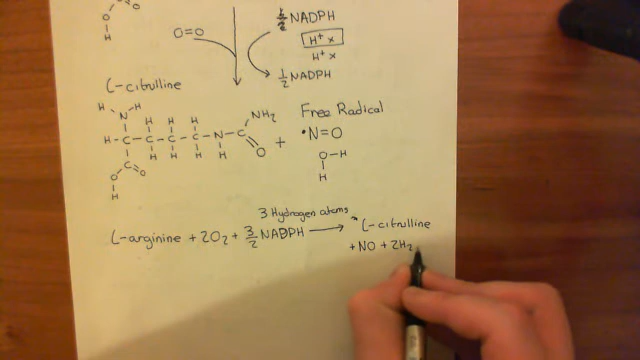 O
H
O
O=O
½ NADPH
H⁺ x
H⁺ x
½ NADPH
L-citrulline
Free Radical
H H
N H H H H NH₂
H-C-C-C-C-N-C + •N=O
H H H H O
C=O O-H
O H
H
3 Hydrogen atoms
L-arginine + 2O₂ + 3/2 NADPH → L-citrulline
+ NO + 2H₂